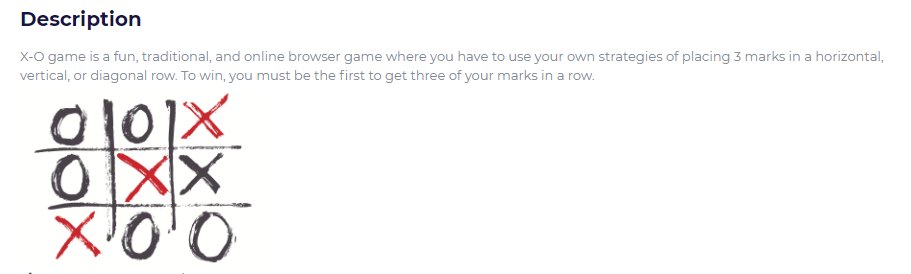 Description
X-O game is a fun, traditional, and online browser game where you have to use your own strategies of placing 3 marks in a horizontal,
vertical, or diagonal row. To win, you must be the first to get three of your marks in a row.
O O X
O X X
X O O